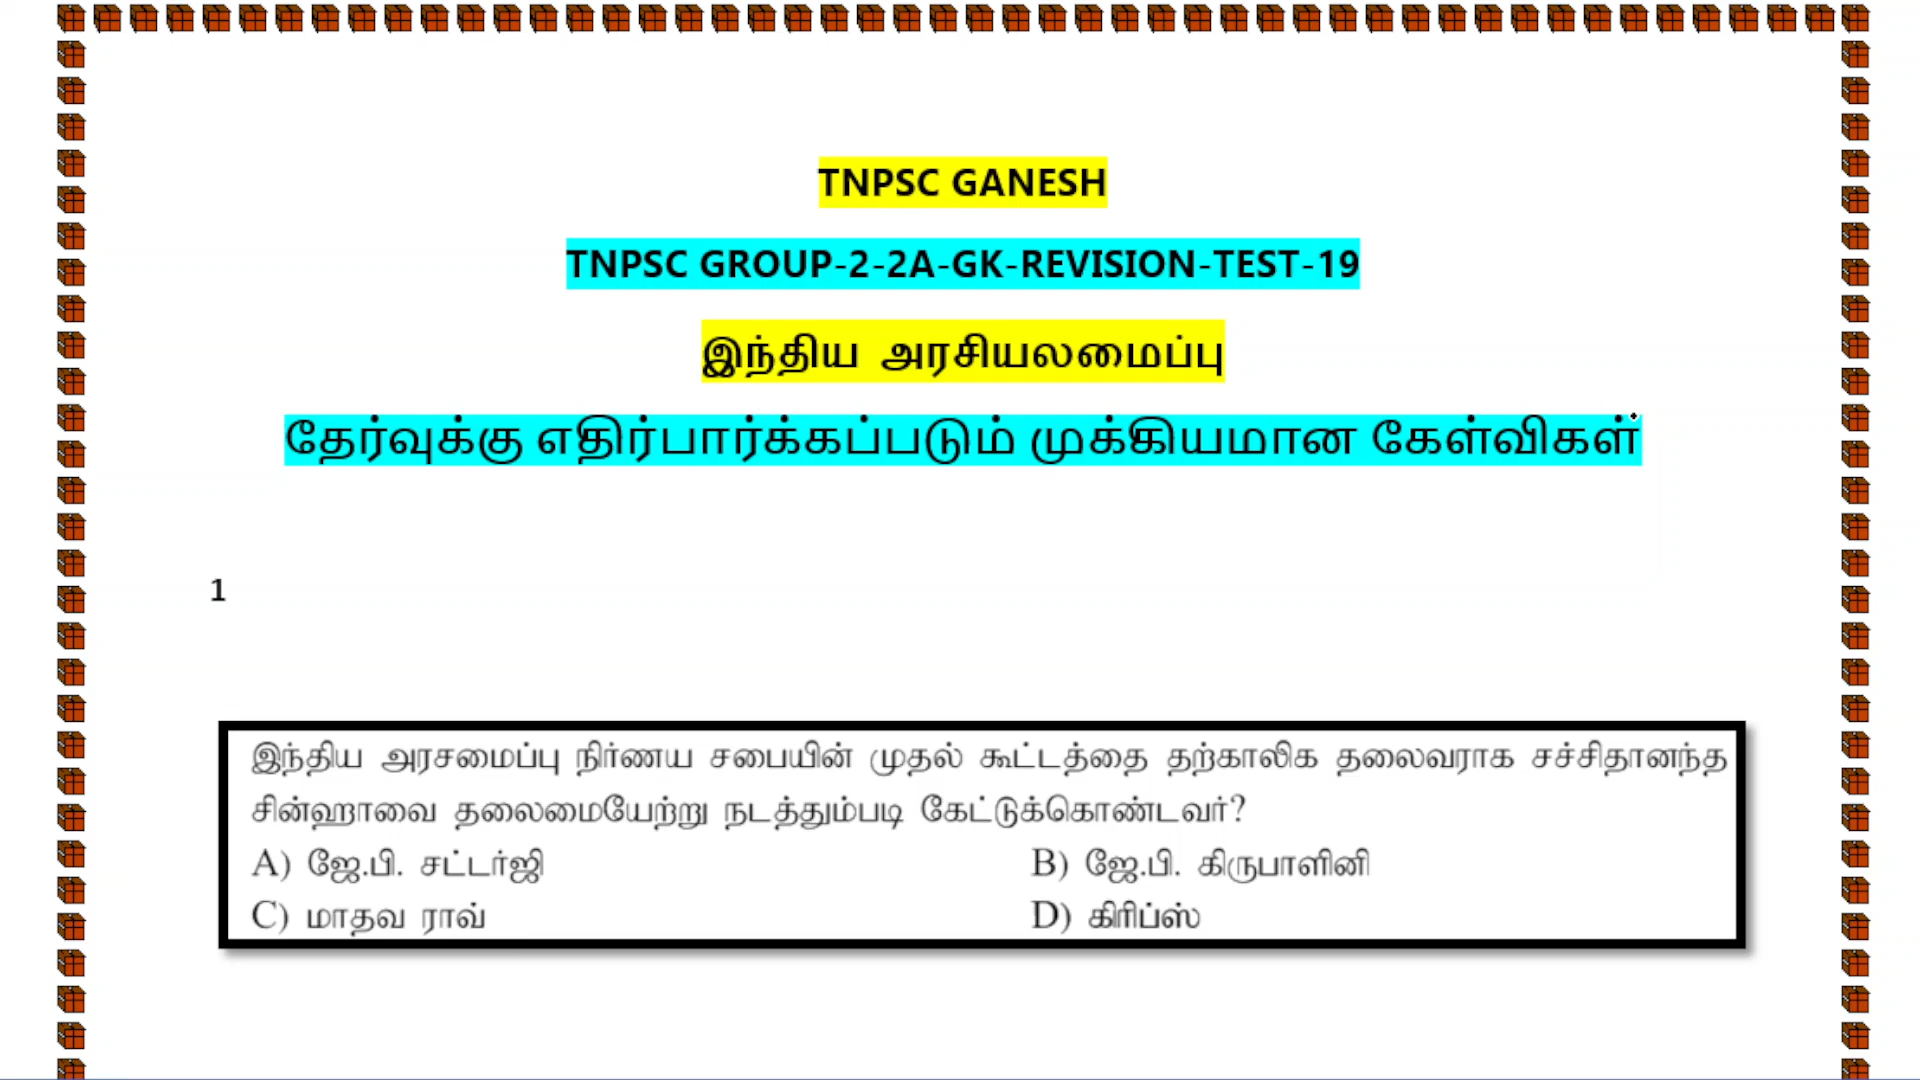 TNPSC GANESH
TNPSC GROUP-2-2A-GK-REVISION-TEST-19
இந்திய அரசியலமைப்பு
தேர்வுக்கு எதிர்பார்க்கப்படும் முக்கியமான கேள்விகள்
1
இந்திய அரசமைப்பு நிர்ணய சபையின் முதல் கூட்டத்தை தற்காலிக தலைவராக சச்சிதானந்த
சின்ஹாவை தலைமையேற்று நடத்தும்படி கேட்டுக்கொண்டவர்?
A) ஜே.பி. சட்டர்ஜி B) ஜே.பி. கிருபாளினி
C) மாதவ ராவ் D) கிரிப்ஸ்